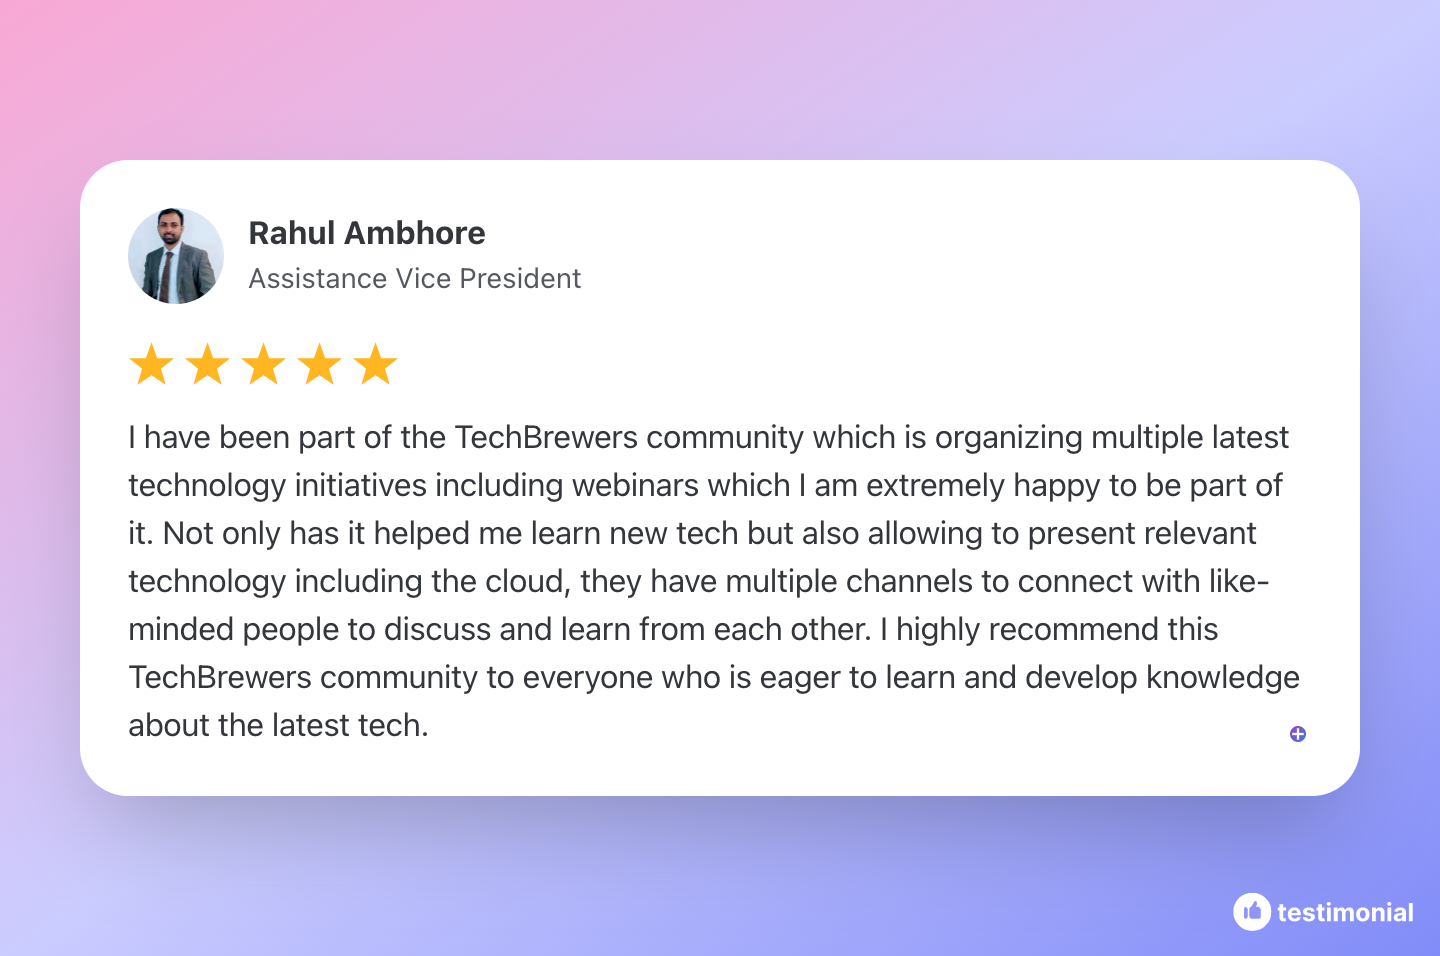 Rahul Ambhore
Assistance Vice President
I have been part of the TechBrewers community which is organizing multiple latest
technology initiatives including webinars which I am extremely happy to be part of
it. Not only has it helped me learn new tech but also allowing to present relevant
technology including the cloud, they have multiple channels to connect with like-
minded people to discuss and learn from each other. I highly recommend this
TechBrewers community to everyone who is eager to learn and develop knowledge
about the latest tech.
testimonial